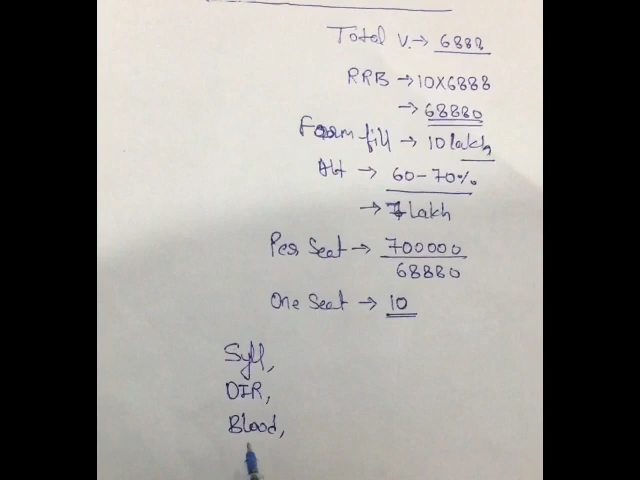 Total V. → 6888
RRB → 10X6888
→ 68880
Form fill → 10 lakh
Att → 60-70%
→ 7 lakh
Per Seat → 700000
68880
One Seat → 10
Syll,
DIR,
Blood,